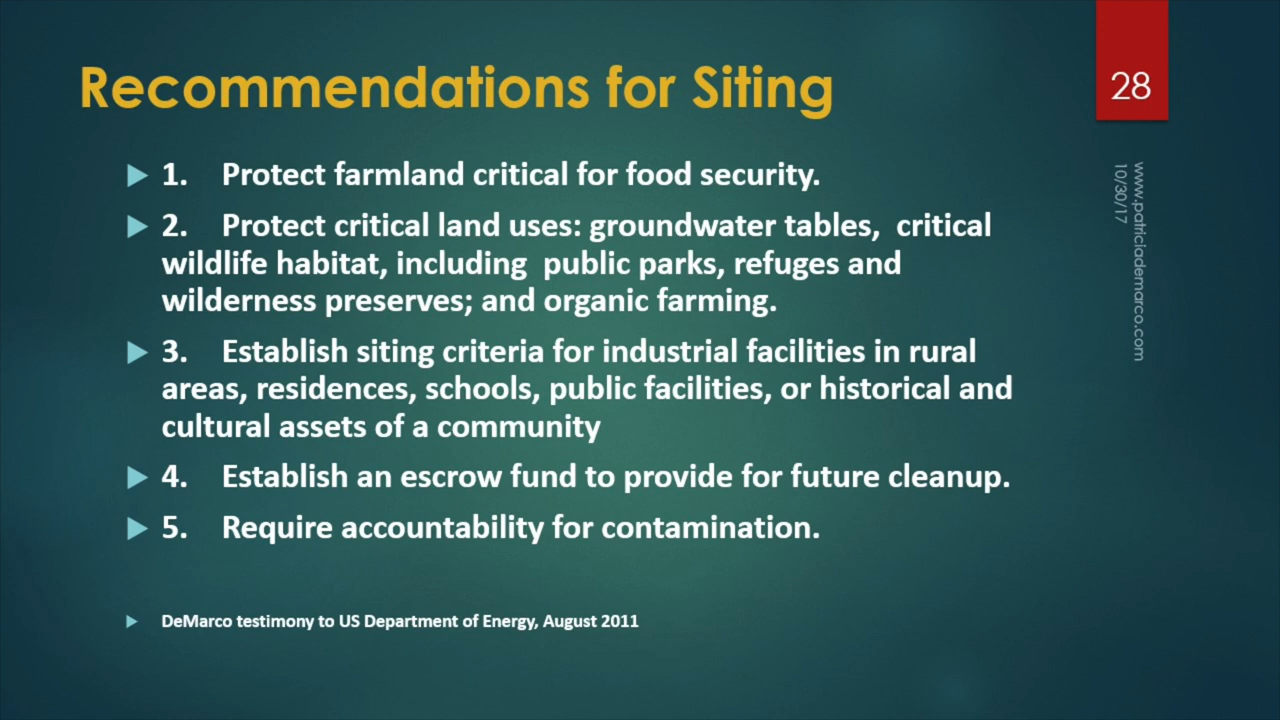 Recommendations for Siting
28
1. Protect farmland critical for food security.
2. Protect critical land uses: groundwater tables, critical
wildlife habitat, including public parks, refuges and
wilderness preserves; and organic farming.
3. Establish siting criteria for industrial facilities in rural
areas, residences, schools, public facilities, or historical and
cultural assets of a community
4. Establish an escrow fund to provide for future cleanup.
5. Require accountability for contamination.
DeMarco testimony to US Department of Energy, August 2011
www.patriciademarco.com
10/30/17